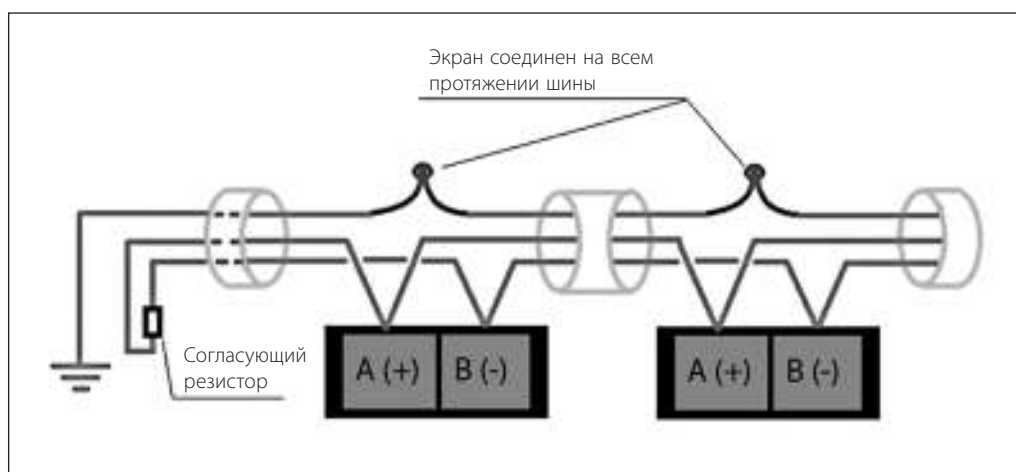 Экран соединен на всем
протяжении шины
Согласующий
резистор
A (+) B (-)
A (+) B (-)